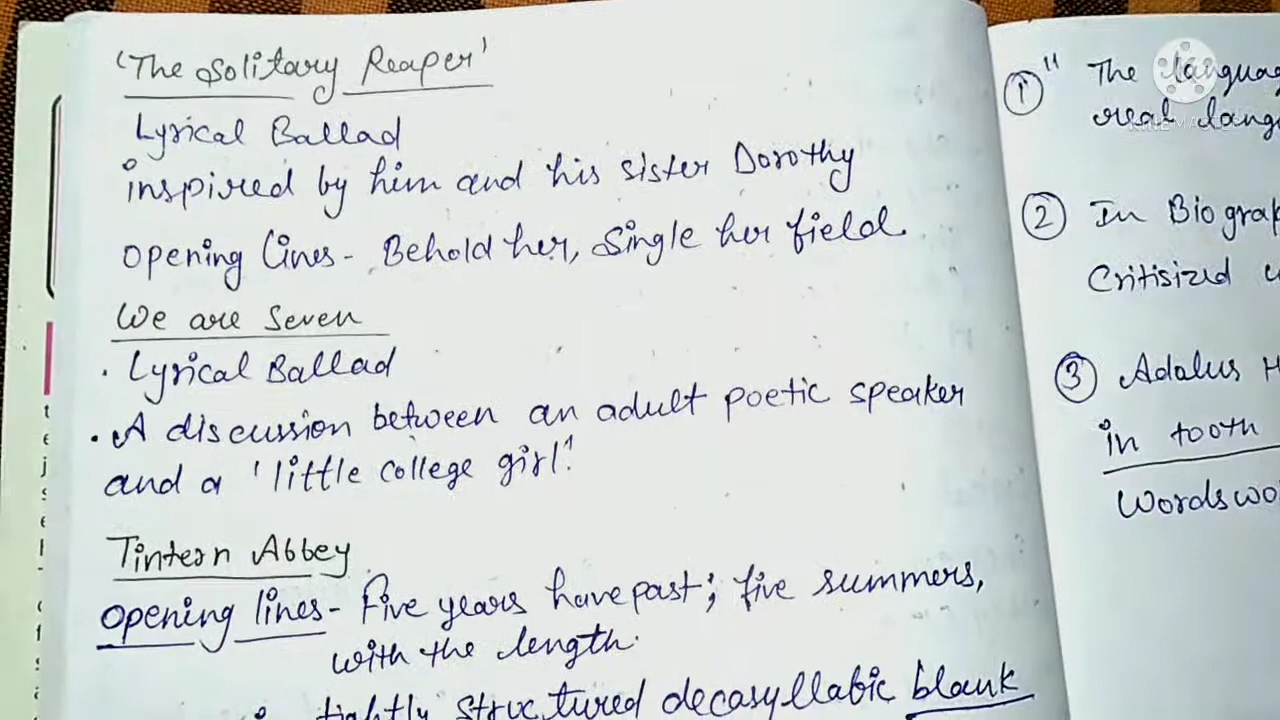 'The Solitary Reaper'
Lyrical Ballad
inspired by him and his sister Dorothy
Opening lines - Behold her, Single her field.
We are Seven
· Lyrical Ballad
· A discussion between an adult poetic speaker
and a 'little college girl'.
Tintern Abbey
Opening lines - Five years have past; five summers,
with the length.
tightly structured decasyllabic blank
① " The languag
real lang
② In Biograp
Critisized
③ Adalus H
in tooth
Wordswo